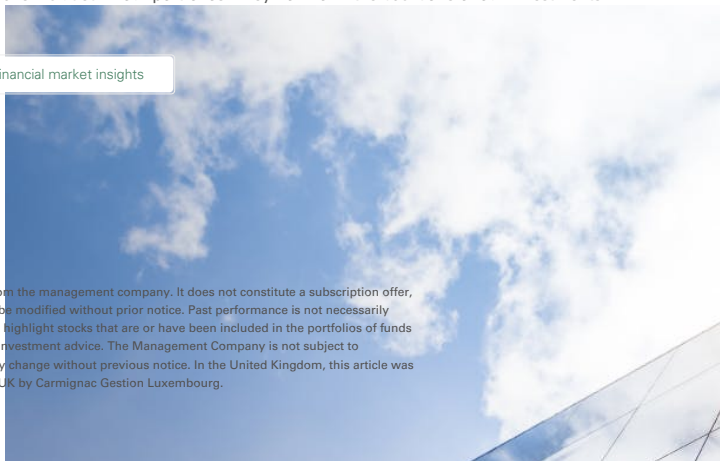 inancial market insights
om the management company. It does not constitute a subscription offer,
be modified without prior notice. Past performance is not necessarily
highlight stocks that are or have been included in the portfolios of funds
nvestment advice. The Management Company is not subject to
y change without previous notice. In the United Kingdom, this article was
UK by Carmignac Gestion Luxembourg.